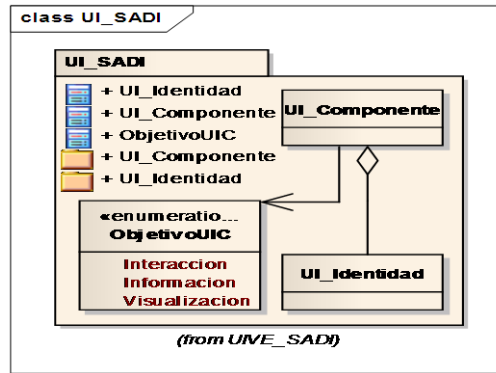 class UI_SADI
UI_SADI
+ UI_Identidad
+ UI_Componente
+ ObjetivoUIC
+ UI_Componente
+ UI_Identidad
UI_Componente
«enumeratio...
ObjetivoUIC
Interaccion
Informacion
Visualizacion
UI_Identidad
(from UIVE_SADI)